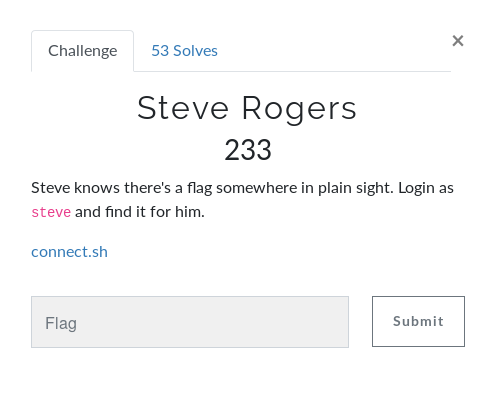 Challenge
53 Solves
×
Steve Rogers
233
Steve knows there's a flag somewhere in plain sight. Login as
steve and find it for him.
connect.sh
Flag
Submit